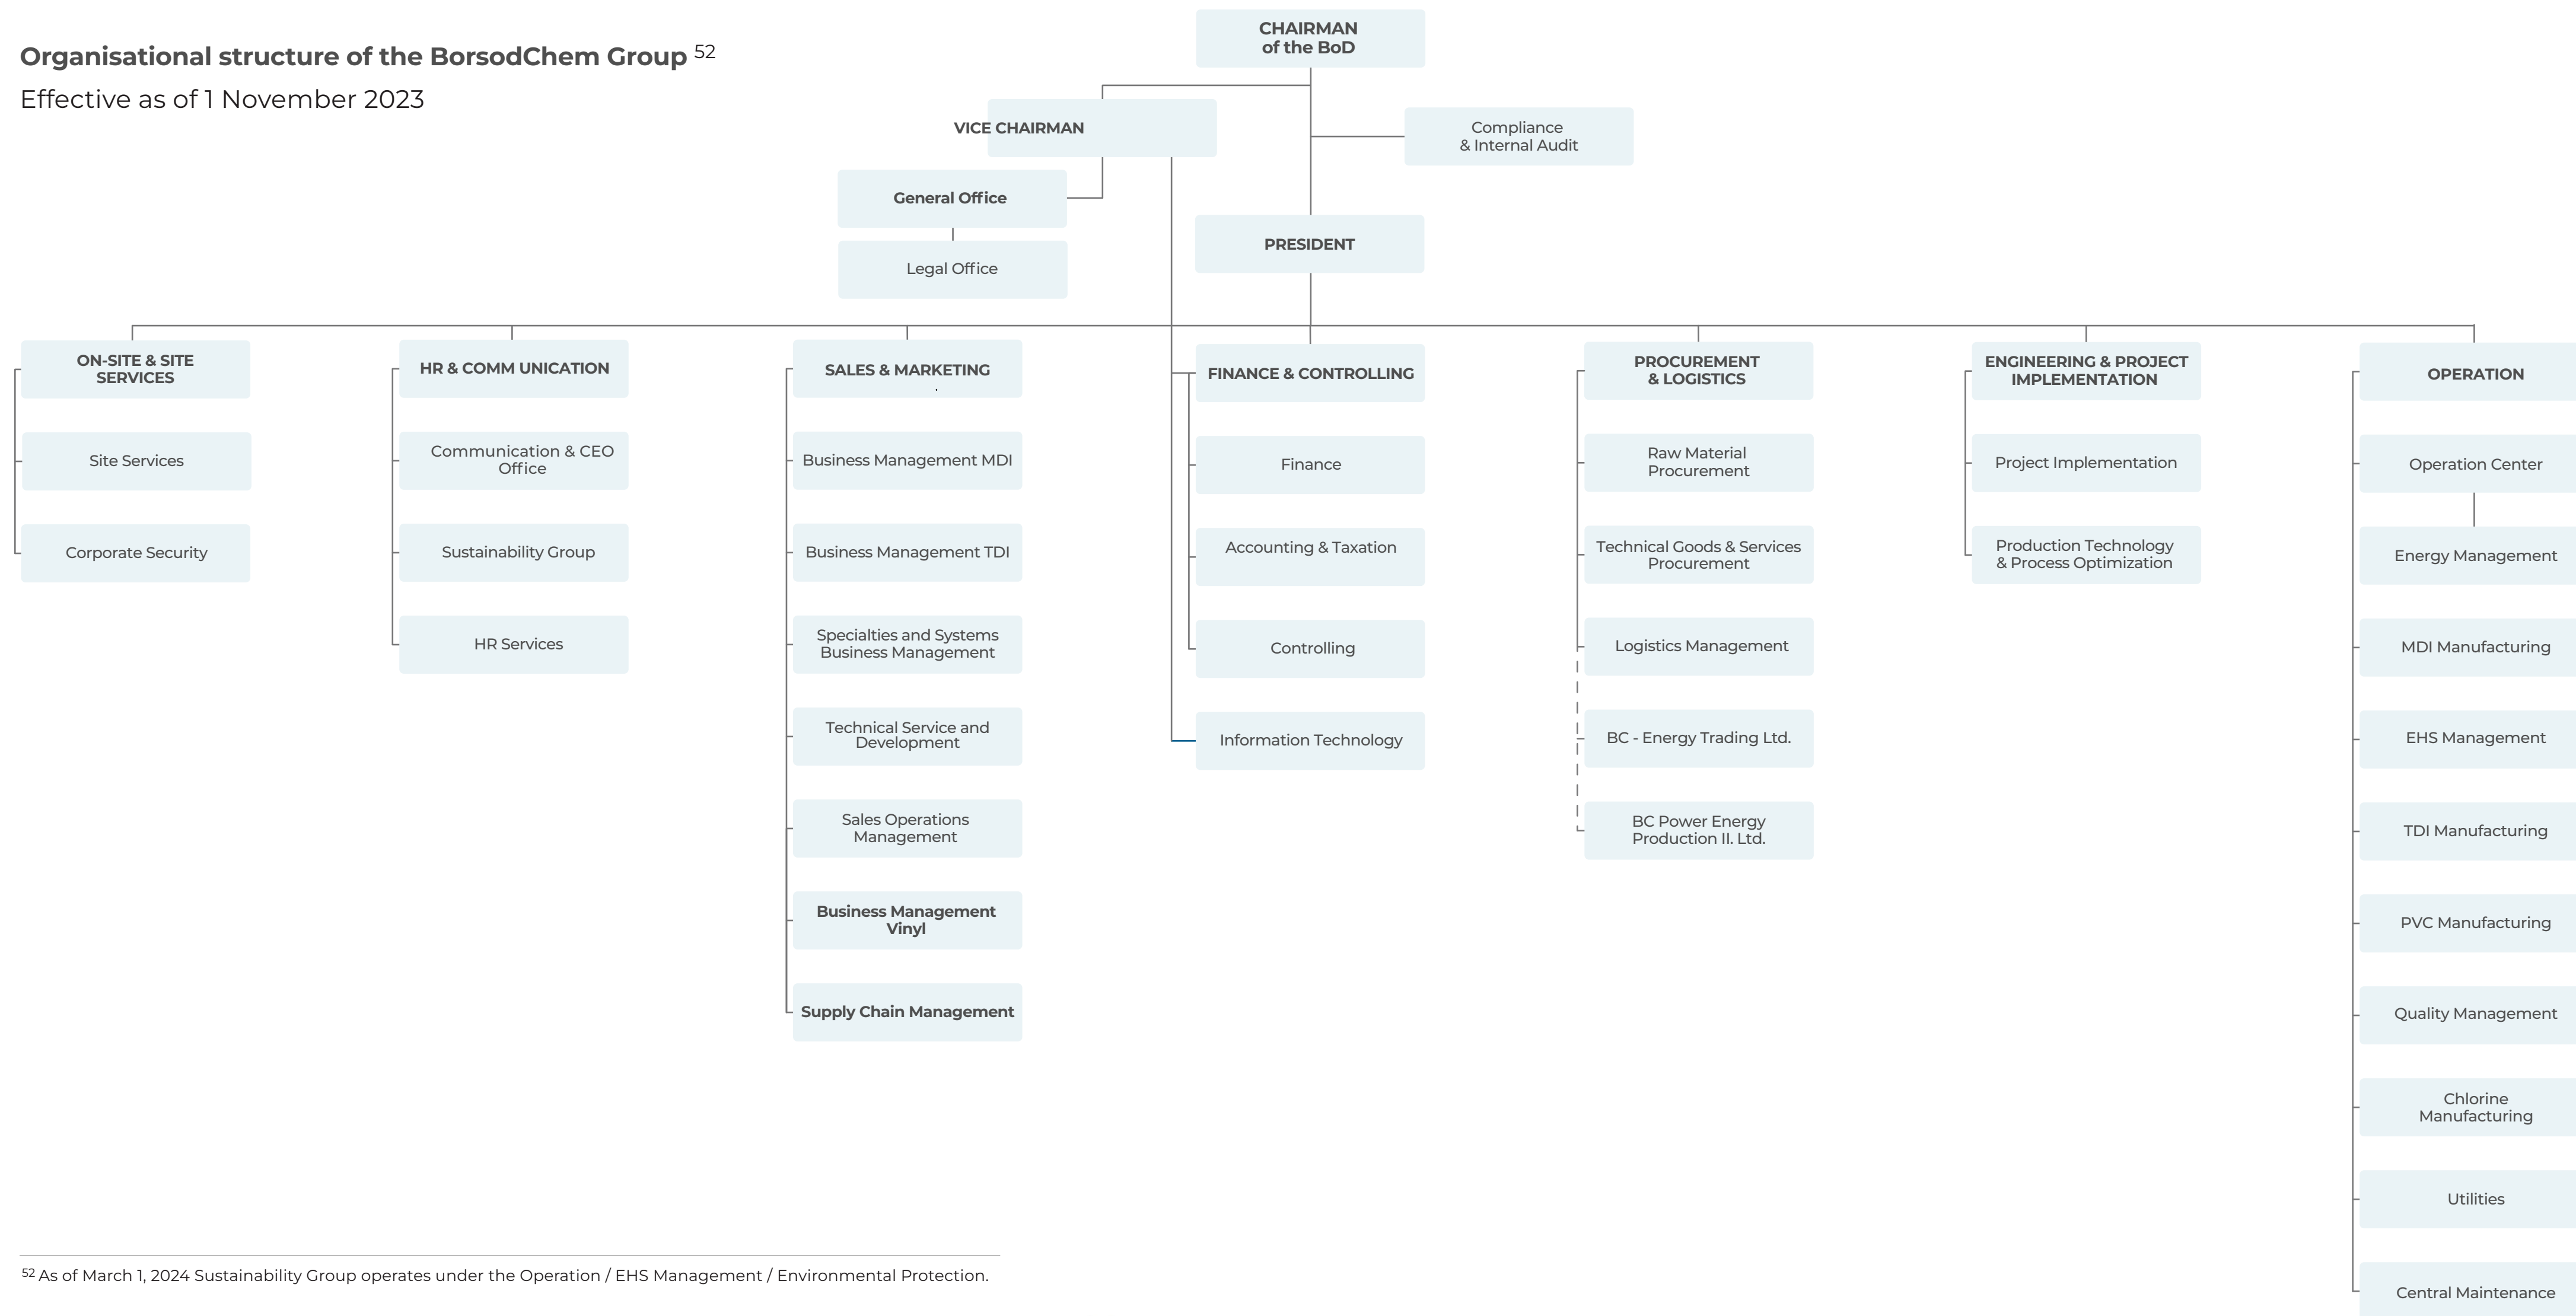 Organisational structure of the BorsodChem Group 52
Effective as of 1 November 2023
CHAIRMAN
of the BoD
VICE CHAIRMAN
Compliance
& Internal Audit
General Office
Legal Office
PRESIDENT
ON-SITE & SITE
SERVICES
Site Services
Corporate Security
HR & COMM UNICATION
Communication & CEO
Office
Sustainability Group
HR Services
SALES & MARKETING
.
Business Management MDI
Business Management TDI
Specialties and Systems
Business Management
Technical Service and
Development
Sales Operations
Management
Business Management
Vinyl
Supply Chain Management
FINANCE & CONTROLLING
Finance
Accounting & Taxation
Controlling
Information Technology
PROCUREMENT
& LOGISTICS
Raw Material
Procurement
Technical Goods & Services
Procurement
Logistics Management
BC - Energy Trading Ltd.
BC Power Energy
Production II. Ltd.
ENGINEERING & PROJECT
IMPLEMENTATION
Project Implementation
Production Technology
& Process Optimization
OPERATION
Operation Center
Energy Management
MDI Manufacturing
EHS Management
TDI Manufacturing
PVC Manufacturing
Quality Management
Chlorine
Manufacturing
Utilities
Central Maintenance
52 As of March 1, 2024 Sustainability Group operates under the Operation / EHS Management / Environmental Protection.